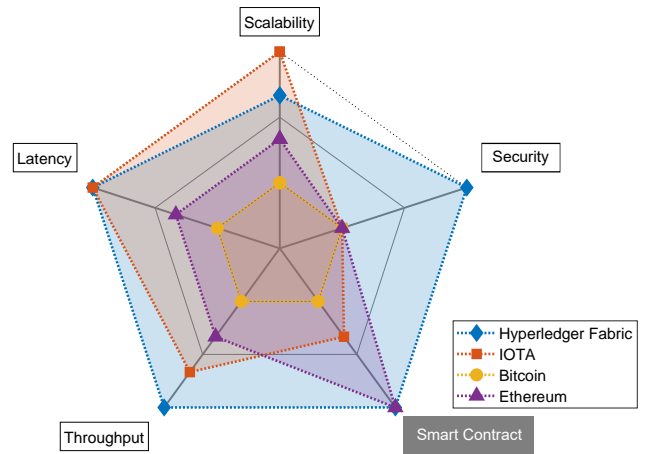 Scalability
Latency
Security
Hyperledger Fabric
IOTA
Bitcoin
Ethereum
Throughput
Smart Contract